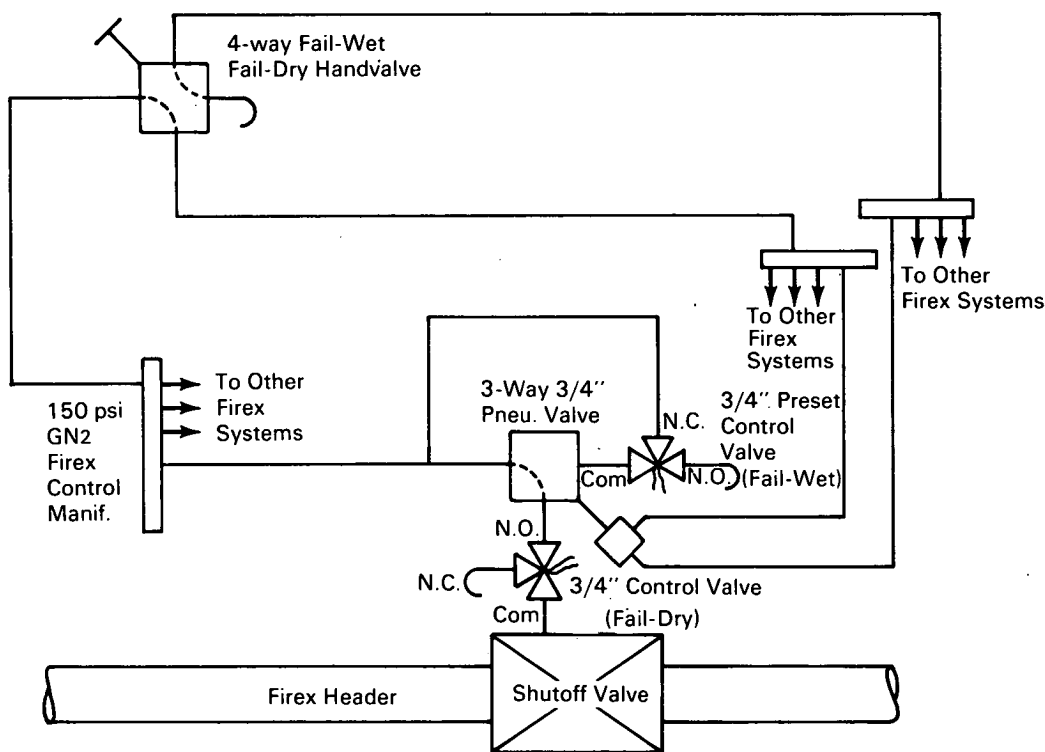 4-way Fail-Wet
Fail-Dry Handvalve
To Other
Firex Systems
To Other
Firex
Systems
150 psi
GN2
Firex
Control
Manif.
To Other
Firex
Systems
3-Way 3/4"
Pneu. Valve
N.C.
3/4" Preset
Control
Valve
(Fail-Wet)
Com
N.O.
N.O.
N.C.
3/4" Control Valve
(Fail-Dry)
Com
Firex Header
Shutoff Valve